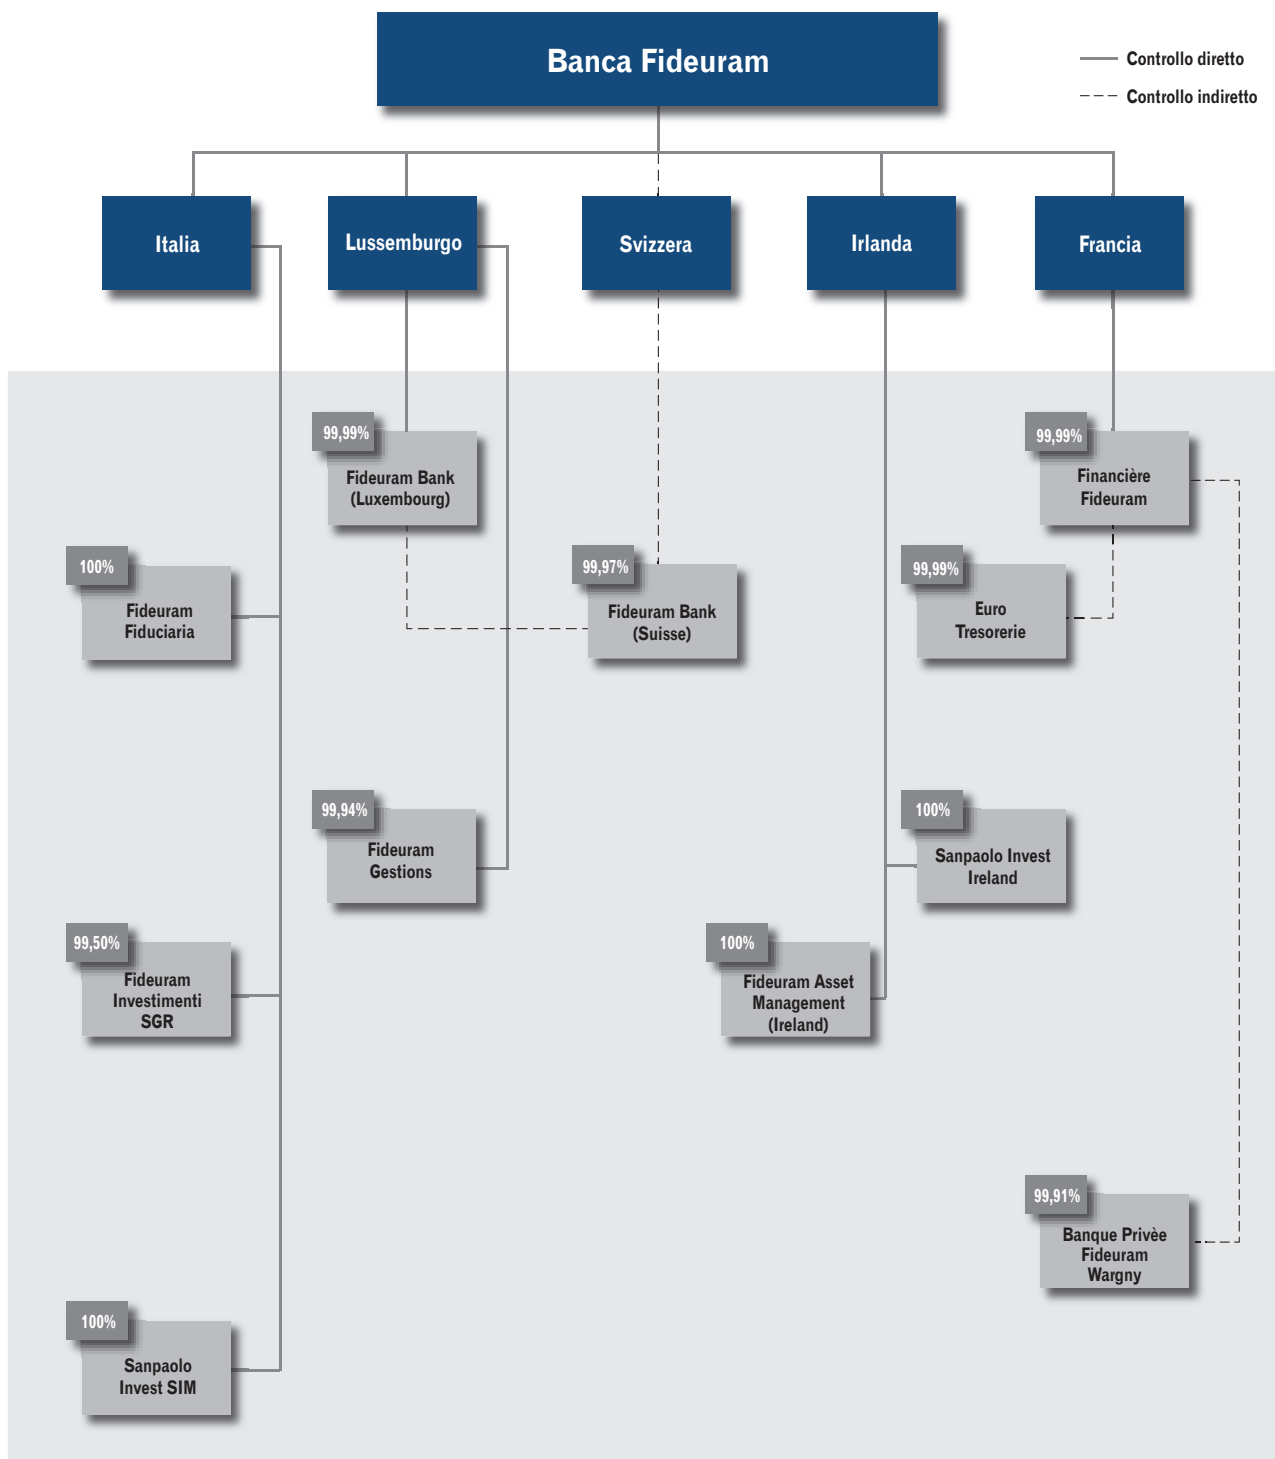 Banca Fideuram
Controllo diretto
Controllo indiretto
Italia
Lussemburgo
Svizzera
Irlanda
Francia
99,99%
Fideuram Bank
(Luxembourg)
99,99%
Financière
Fideuram
100%
Fideuram
Fiduciaria
99,97%
Fideuram Bank
(Suisse)
99,99%
Euro
Tresorerie
99,94%
Fideuram
Gestions
100%
Sanpaolo Invest
Ireland
99,50%
Fideuram
Investimenti
SGR
100%
Fideuram Asset
Management
(Ireland)
99,91%
Banque Privèe
Fideuram
Wargny
100%
Sanpaolo
Invest SIM